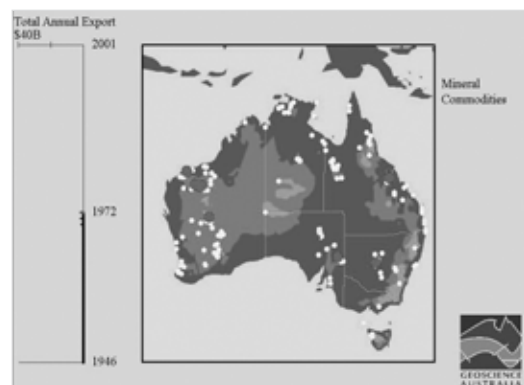 Total Annual Export
$40B
2001
Mineral
Commodities
1972
1946
GEOSCIENCE
AUSTRALIA